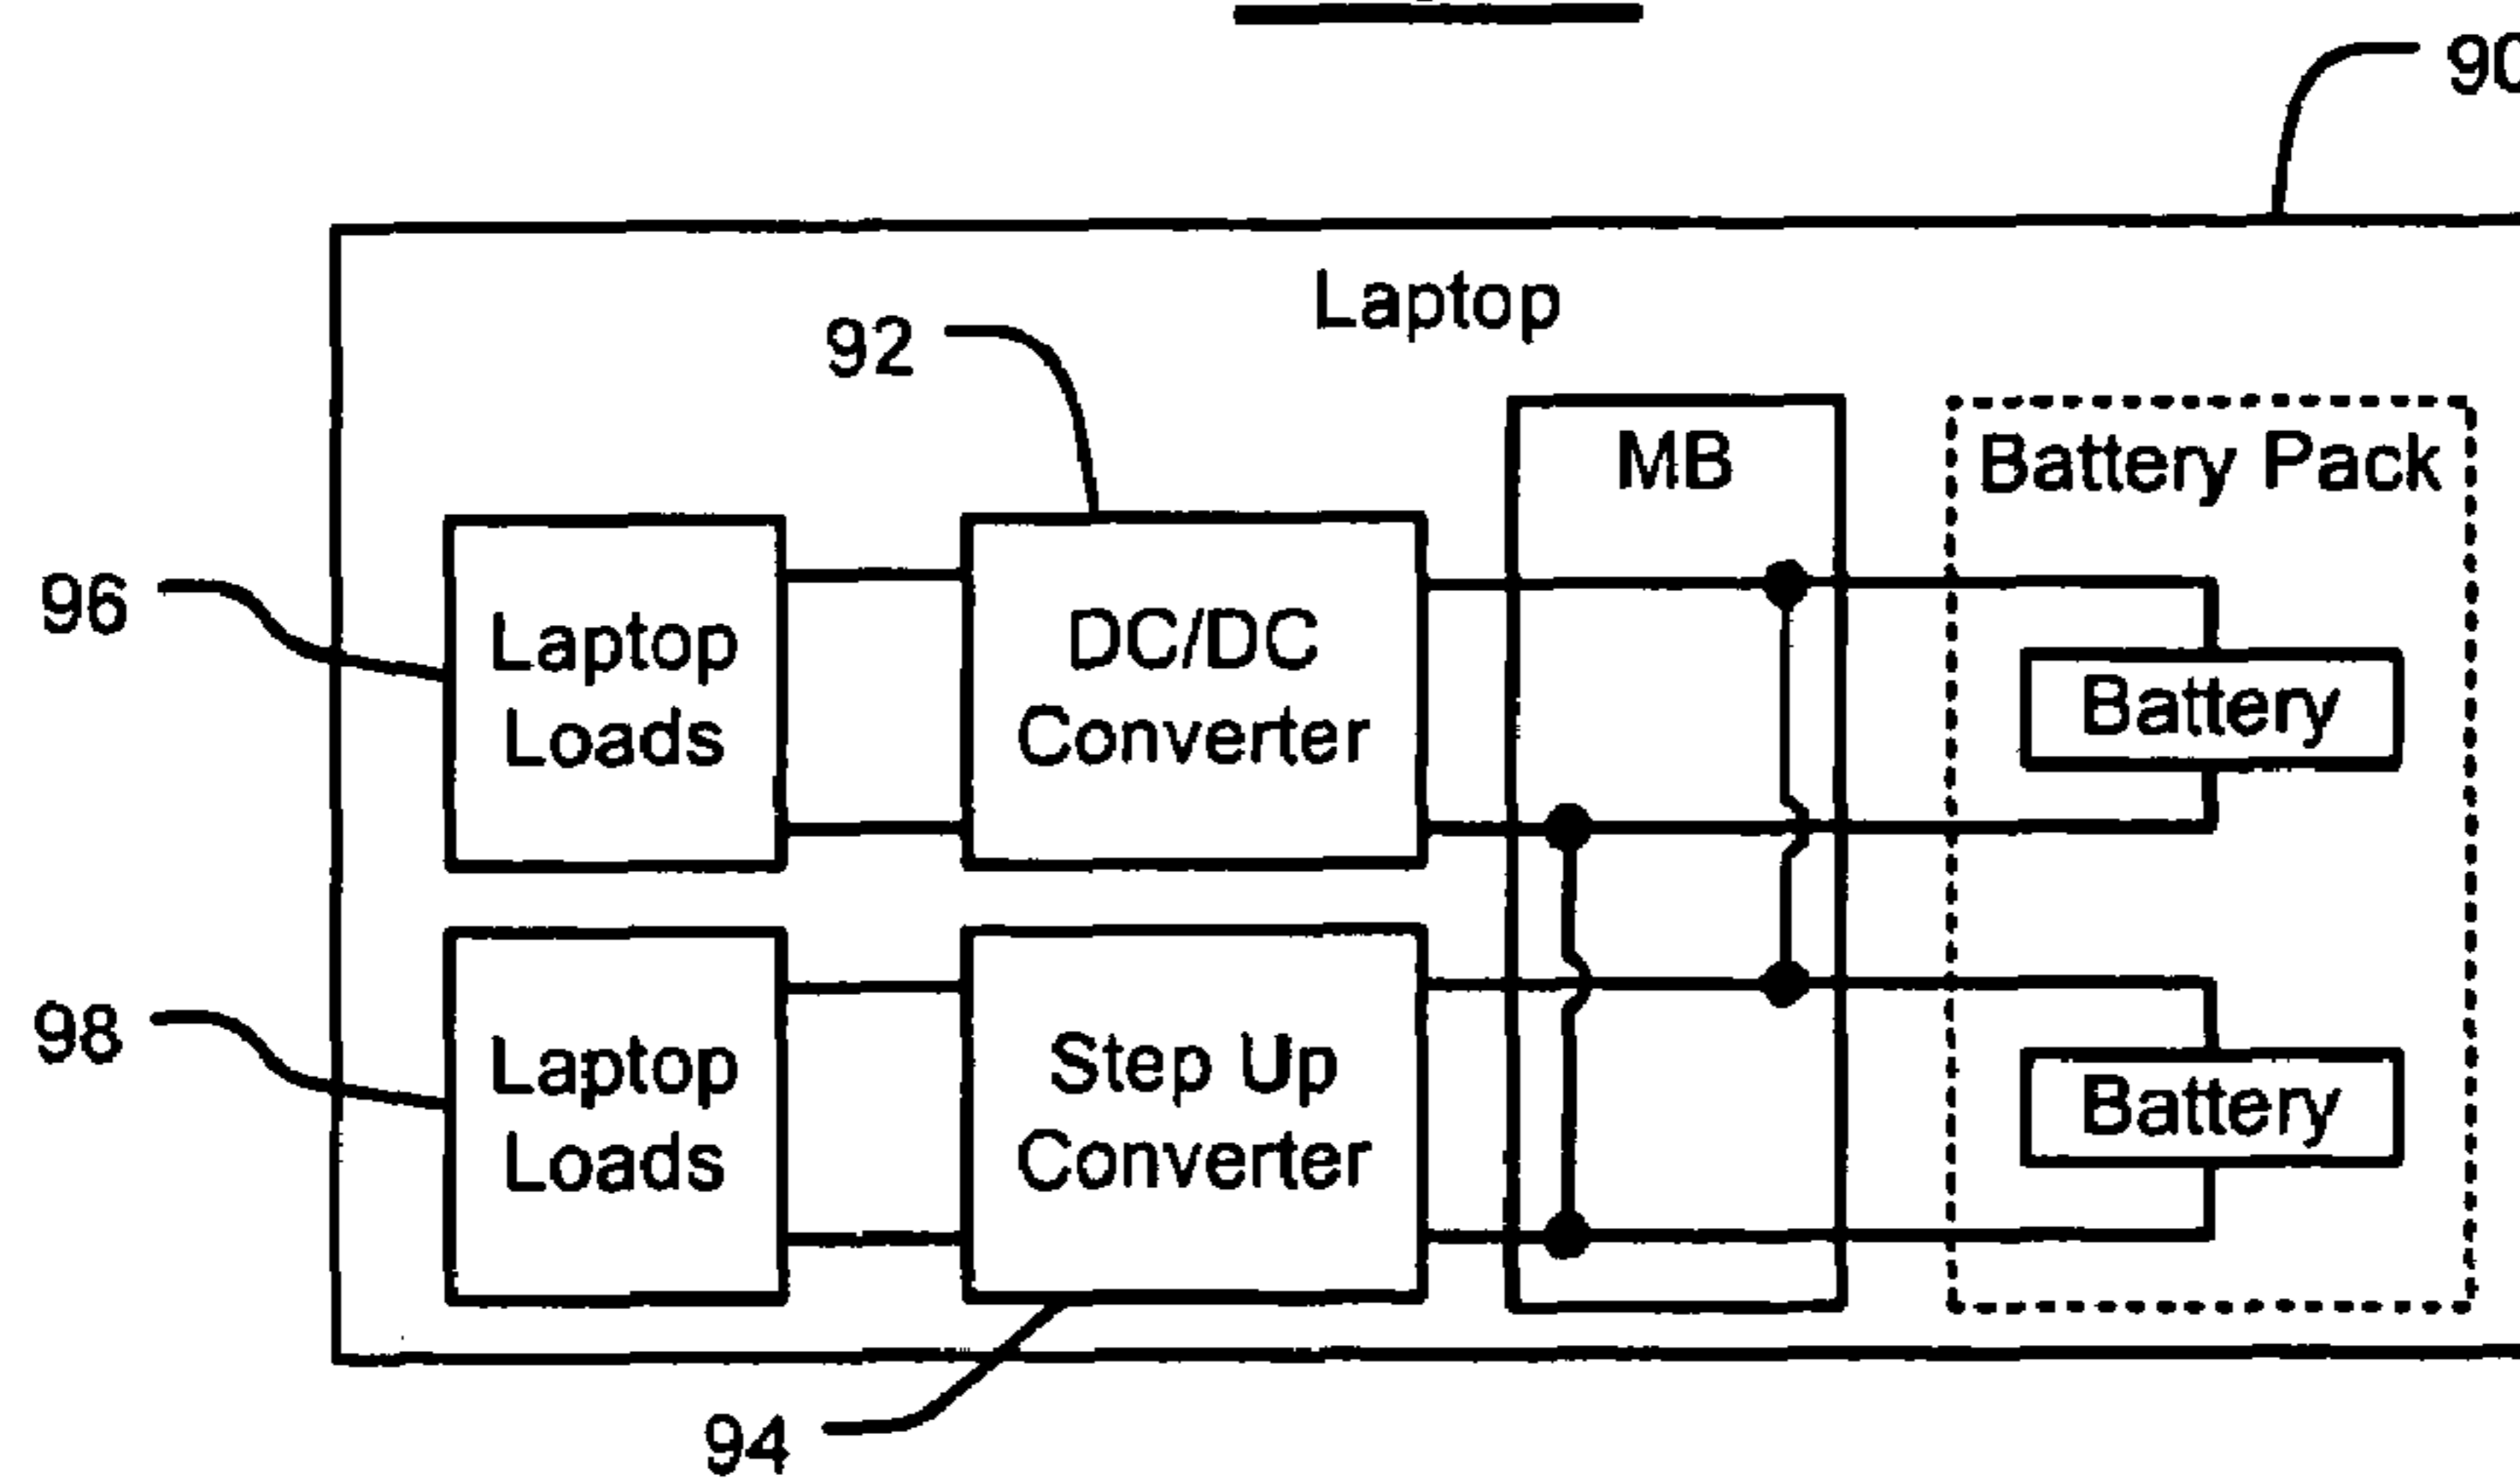 90
Laptop
92
MB
Battery Pack
96
Laptop
Loads
DC/DC
Converter
Battery
98
Laptop
Loads
Step Up
Converter
Battery
94